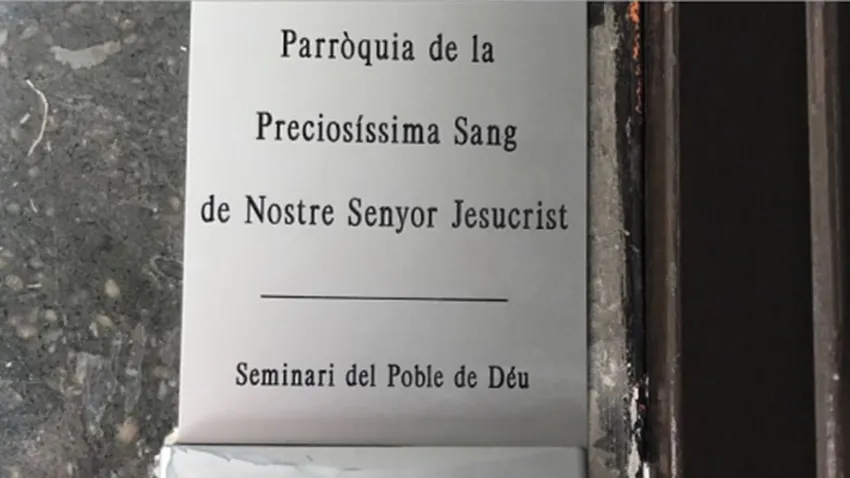 Parròquia de la
Preciosíssima Sang
de Nostre Senyor Jesucrist
Seminari del Poble de Déu